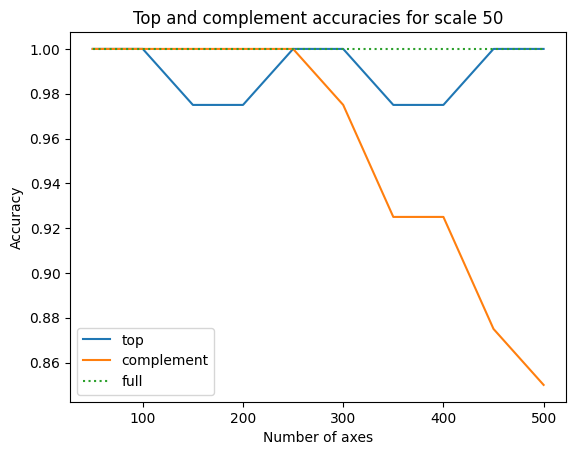 Top and complement accuracies for scale 50
1.00
0.98
0.96
0.94
0.92
0.90
0.88
0.86
Accuracy
top
complement
full
100
200
300
400
500
Number of axes